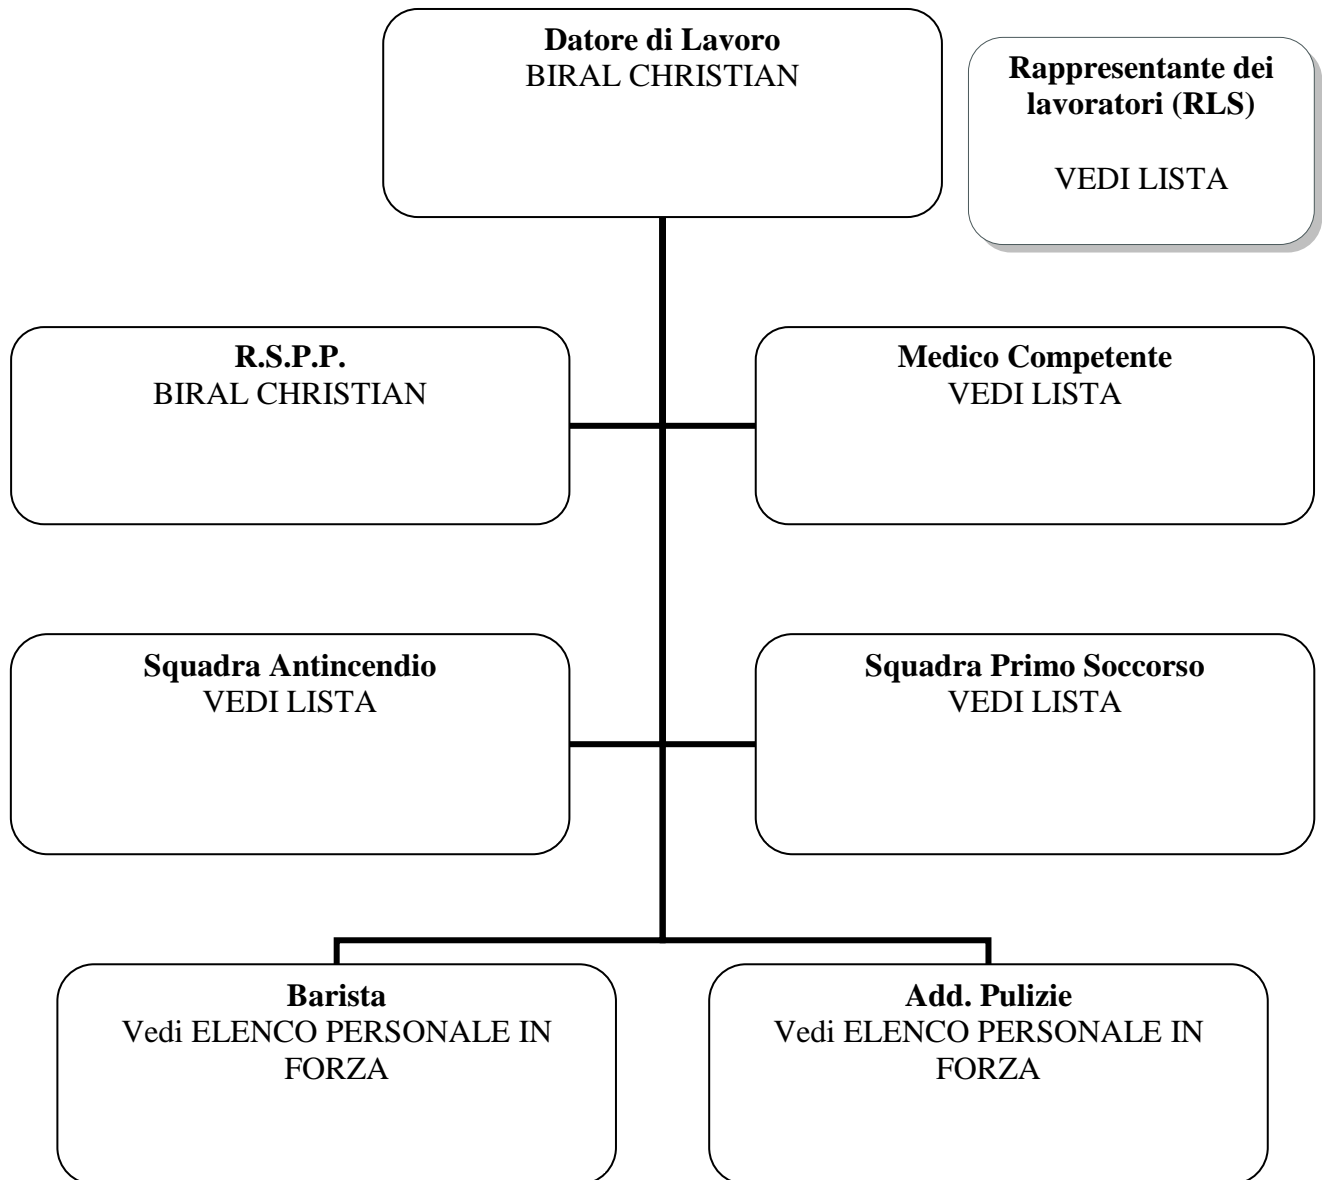 Datore di Lavoro
BIRAL CHRISTIAN
Rappresentante dei
lavoratori (RLS)
VEDI LISTA
R.S.P.P.
BIRAL CHRISTIAN
Medico Competente
VEDI LISTA
Squadra Antincendio
VEDI LISTA
Squadra Primo Soccorso
VEDI LISTA
Barista
Vedi ELENCO PERSONALE IN
FORZA
Add. Pulizie
Vedi ELENCO PERSONALE IN
FORZA